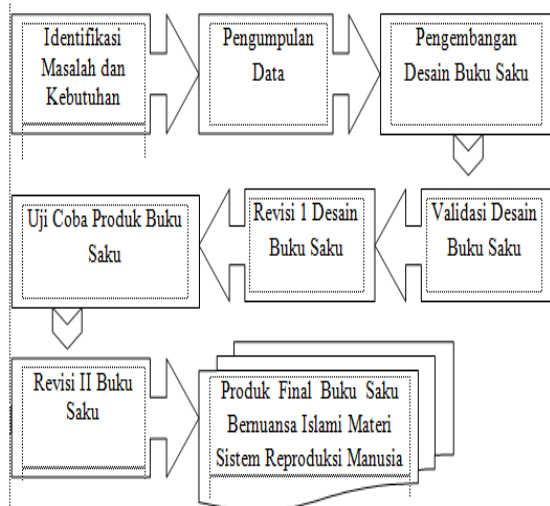 Identifikasi
Masalah dan
Kebutuhan
Pengumpulan
Data
Pengembangan
Desain Buku Saku
Validasi Desain
Buku Saku
Revisi 1 Desain
Buku Saku
Uji Coba Produk Buku
Saku
Revisi II Buku
Saku
Produk Final Buku Saku
Bernuansa Islami Materi
Sistem Reproduksi Manusia